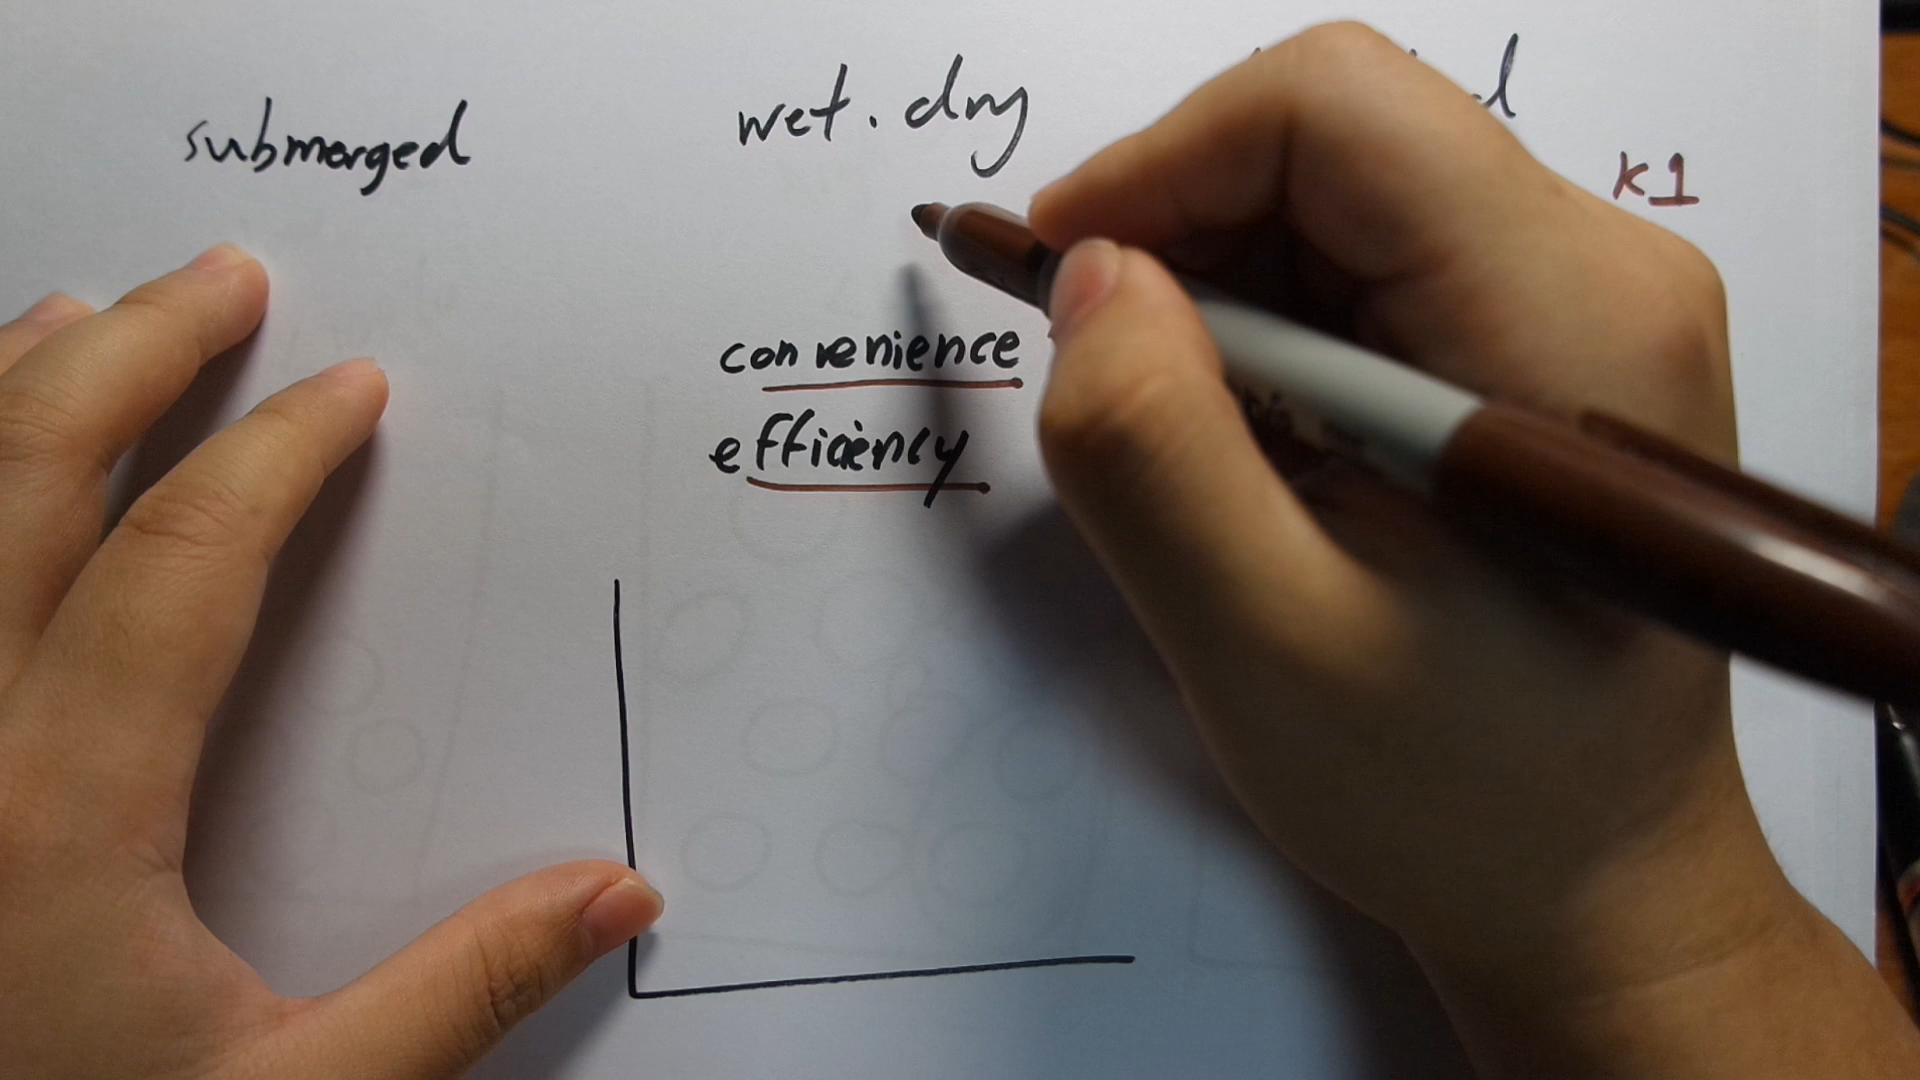 submerged
wet. dry
K1
convenience
efficiency